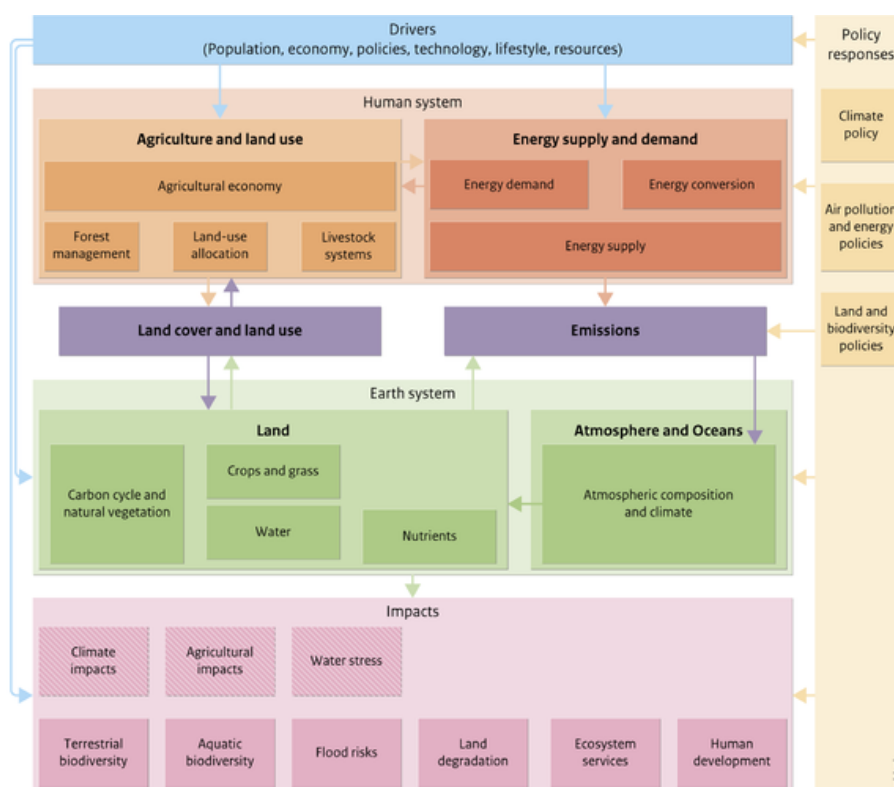 Drivers
(Population, economy, policies, technology, lifestyle, resources)
Policy
responses
Human system
Agriculture and land use
Energy supply and demand
Climate
policy
Agricultural economy
Energy demand
Energy conversion
Forest
management
Land-use
allocation
Livestock
systems
Energy supply
Air pollution
and energy
policies
Land cover and land use
Emissions
Land and
biodiversity
policies
Earth system
Land
Atmosphere and Oceans
Carbon cycle and
natural vegetation
Crops and grass
Water
Nutrients
Atmospheric composition
and climate
Impacts
Climate
impacts
Agricultural
impacts
Water stress
Terrestrial
biodiversity
Aquatic
biodiversity
Flood risks
Land
degradation
Ecosystem
services
Human
development